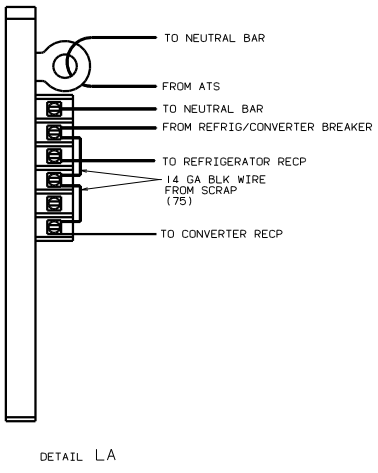 TO NEUTRAL BAR
FROM ATS
TO NEUTRAL BAR
FROM REFRIG/CONVERTER BREAKER
TO REFRIGERATOR RECP
14 GA BLK WIRE
FROM SCRAP
(75)
TO CONVERTER RECP
DETAIL LA